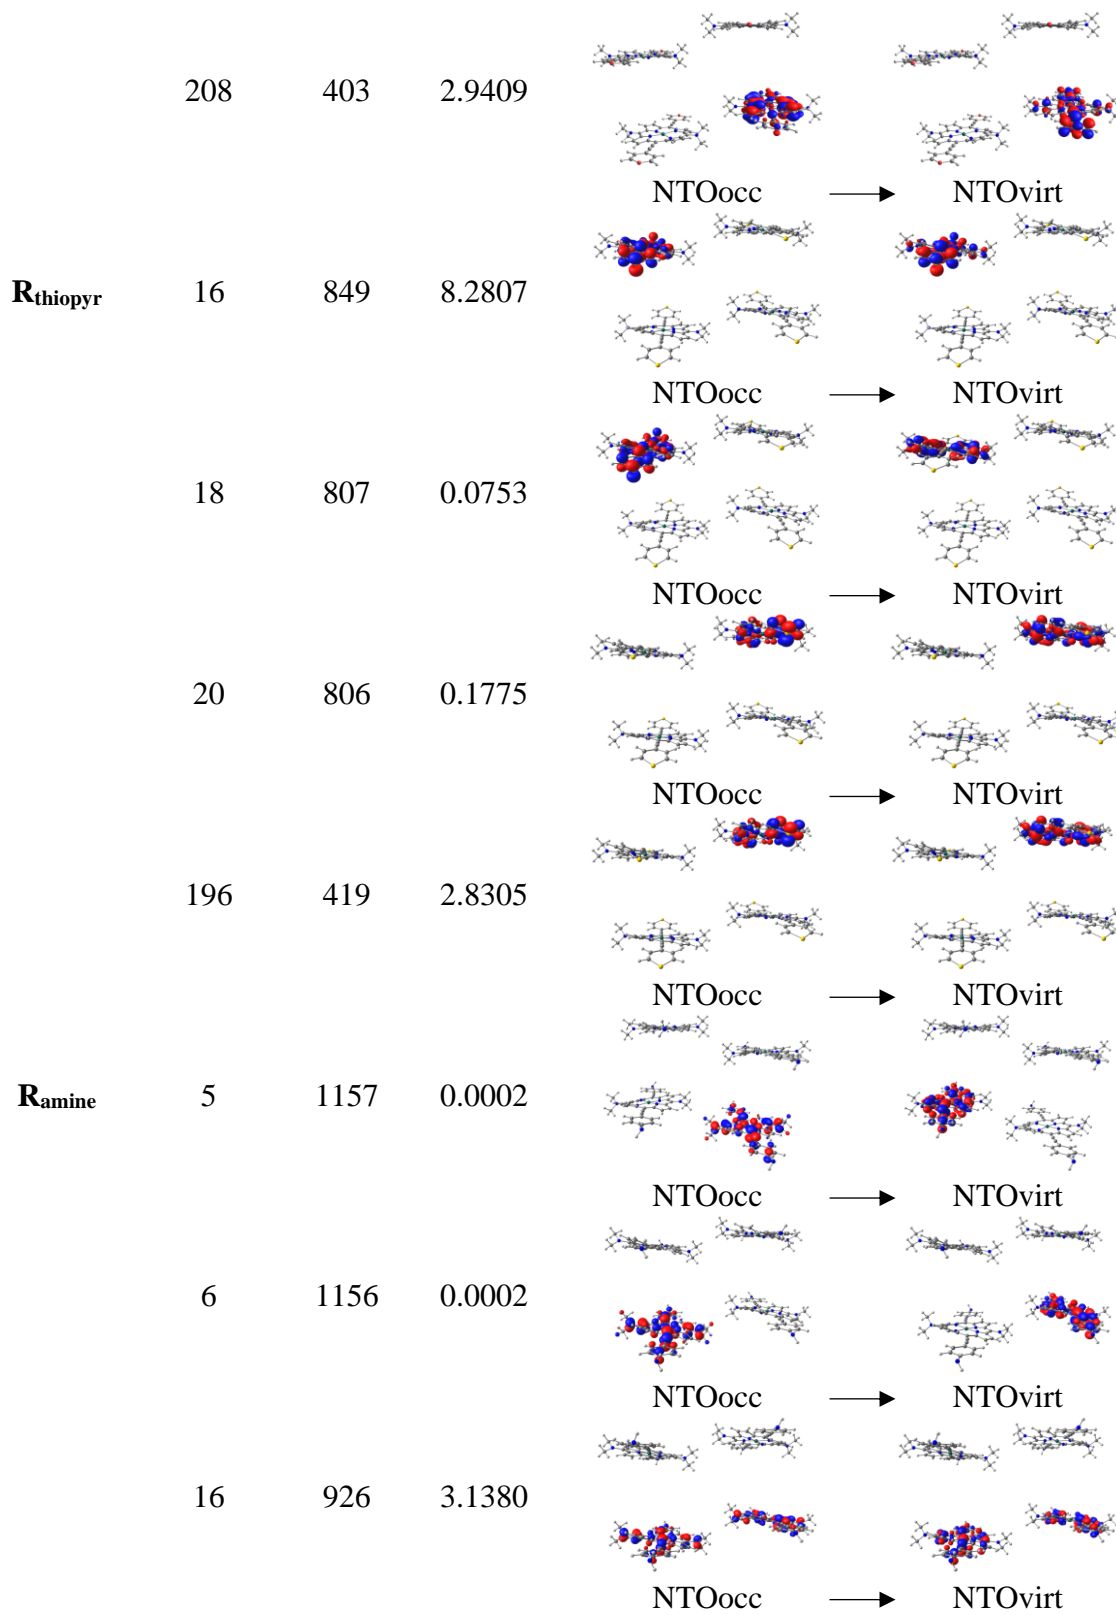 208 403 2.9409
NTOocc → NTOvirt
R_thiopyr 16 849 8.2807
NTOocc → NTOvirt
18 807 0.0753
NTOocc → NTOvirt
20 806 0.1775
NTOocc → NTOvirt
196 419 2.8305
NTOocc → NTOvirt
R_amine 5 1157 0.0002
NTOocc → NTOvirt
6 1156 0.0002
NTOocc → NTOvirt
16 926 3.1380
NTOocc → NTOvirt